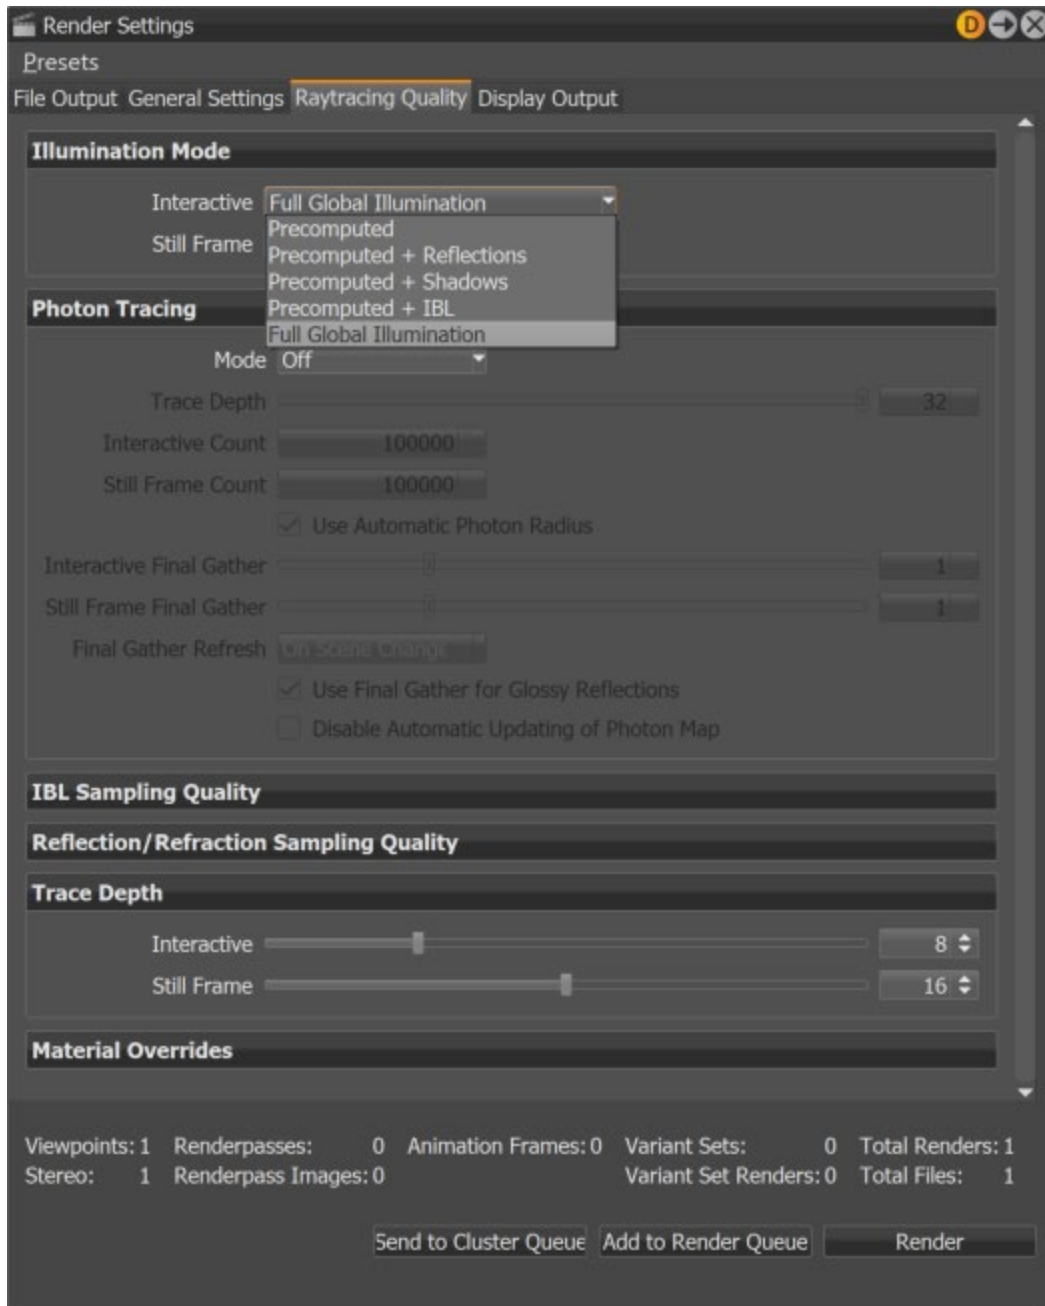 Render Settings D
Presets
File Output General Settings Raytracing Quality Display Output
Illumination Mode
Interactive Full Global Illumination
Precomputed
Still Frame
Precomputed + Reflections
Precomputed + Shadows
Precomputed + IBL
Full Global Illumination
Photon Tracing
Mode Off
Trace Depth 32
Interactive Count 100000
Still Frame Count 100000
Use Automatic Photon Radius
Interactive Final Gather 1
Still Frame Final Gather 1
Final Gather Refresh On Scene Change
Use Final Gather for Glossy Reflections
Disable Automatic Updating of Photon Map
IBL Sampling Quality
Reflection/Refraction Sampling Quality
Trace Depth
Interactive 8
Still Frame 16
Material Overrides
Viewpoints: 1 Renderpasses: 0 Animation Frames: 0 Variant Sets: 0 Total Renders: 1
Stereo: 1 Renderpass Images: 0 Variant Set Renders: 0 Total Files: 1
Send to Cluster Queue Add to Render Queue Render